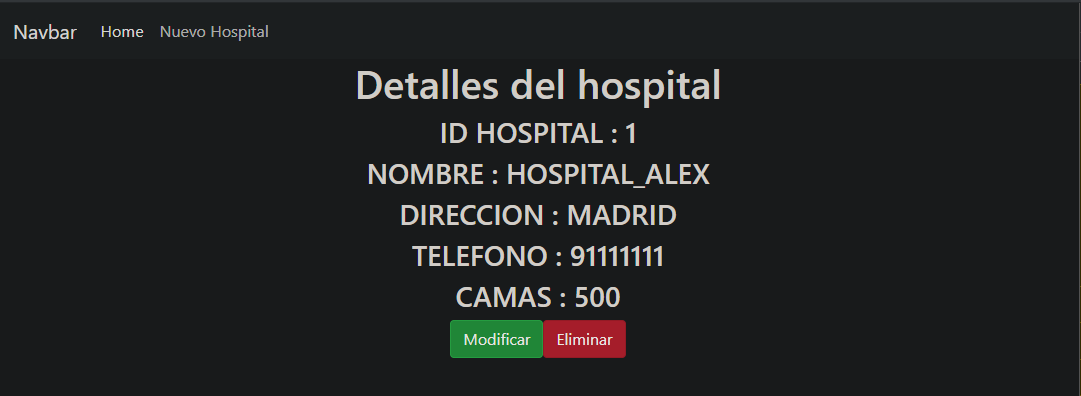 Navbar Home Nuevo Hospital
Detalles del hospital
ID HOSPITAL : 1
NOMBRE : HOSPITAL_ALEX
DIRECCION : MADRID
TELEFONO : 91111111
CAMAS : 500
Modificar Eliminar